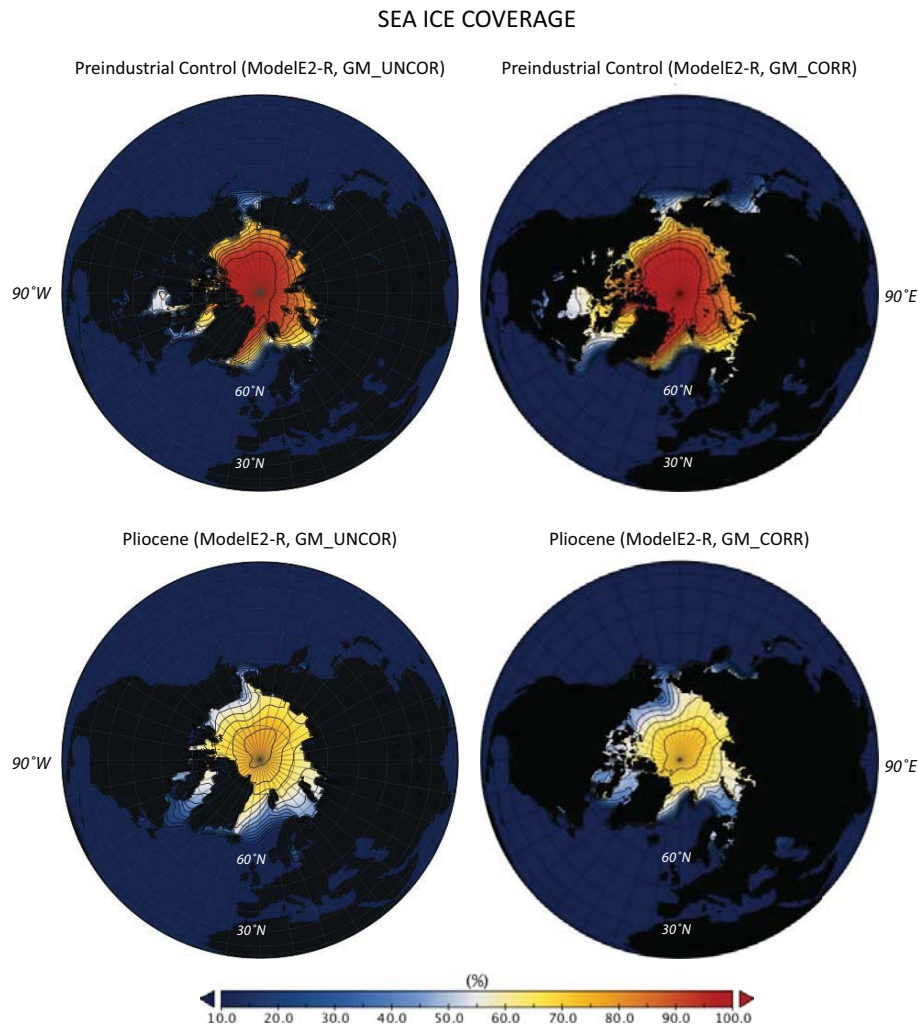 SEA ICE COVERAGE
Preindustrial Control (ModelE2-R, GM_UNCOR)
Preindustrial Control (ModelE2-R, GM_CORR)
90˚W
90˚E
60˚N
60˚N
30˚N
30˚N
Pliocene (ModelE2-R, GM_UNCOR)
Pliocene (ModelE2-R, GM_CORR)
90˚W
90˚E
60˚N
60˚N
30˚N
30˚N
(%)
10.0 20.0 30.0 40.0 50.0 60.0 70.0 80.0 90.0 100.0